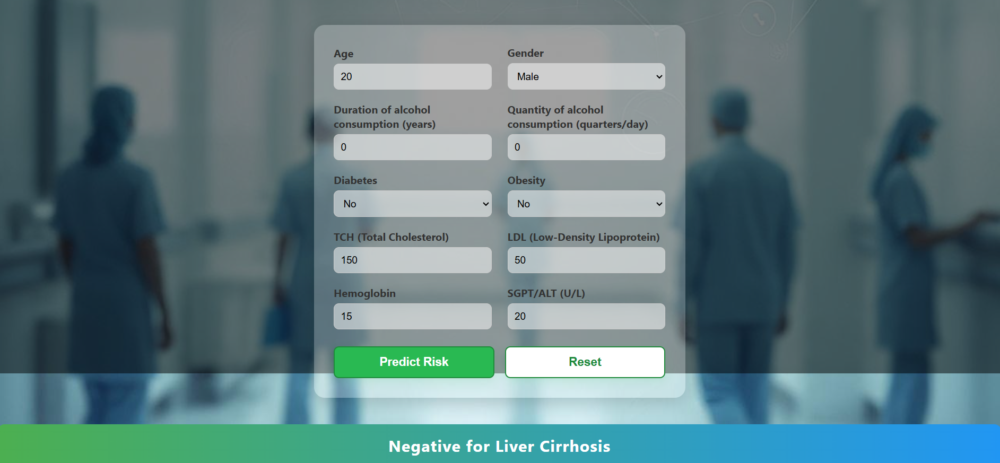 Age
Gender
20
Male
Duration of alcohol
consumption (years)
Quantity of alcohol
consumption (quarters/day)
0
0
Diabetes
Obesity
No
No
TCH (Total Cholesterol)
LDL (Low-Density Lipoprotein)
150
50
Hemoglobin
SGPT/ALT (U/L)
15
20
Predict Risk
Reset
Negative for Liver Cirrhosis